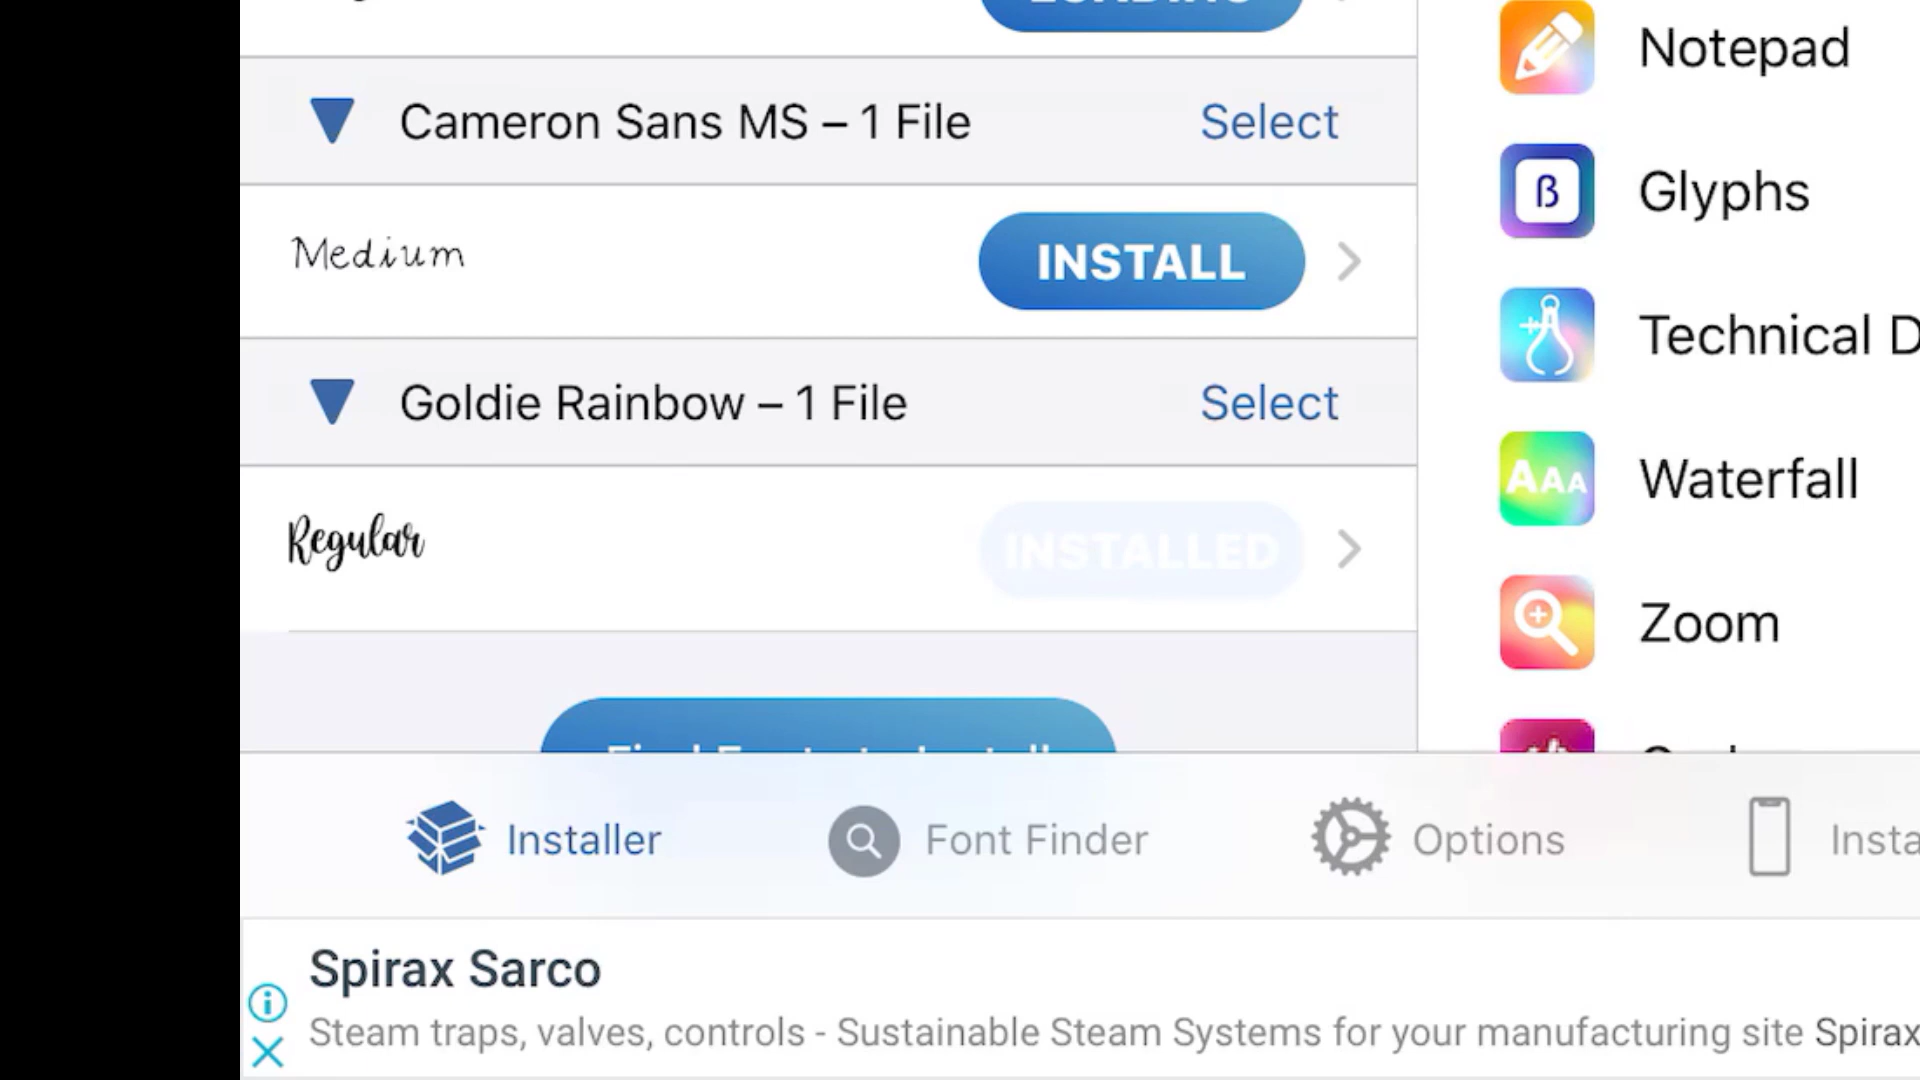 Notepad
Cameron Sans MS – 1 File Select
Glyphs
Medium INSTALL
Technical D
Goldie Rainbow – 1 File Select
Waterfall
AAA
Regular INSTALLED
Zoom
Installer Font Finder Options Insta
Spirax Sarco
Steam traps, valves, controls - Sustainable Steam Systems for your manufacturing site Spirax